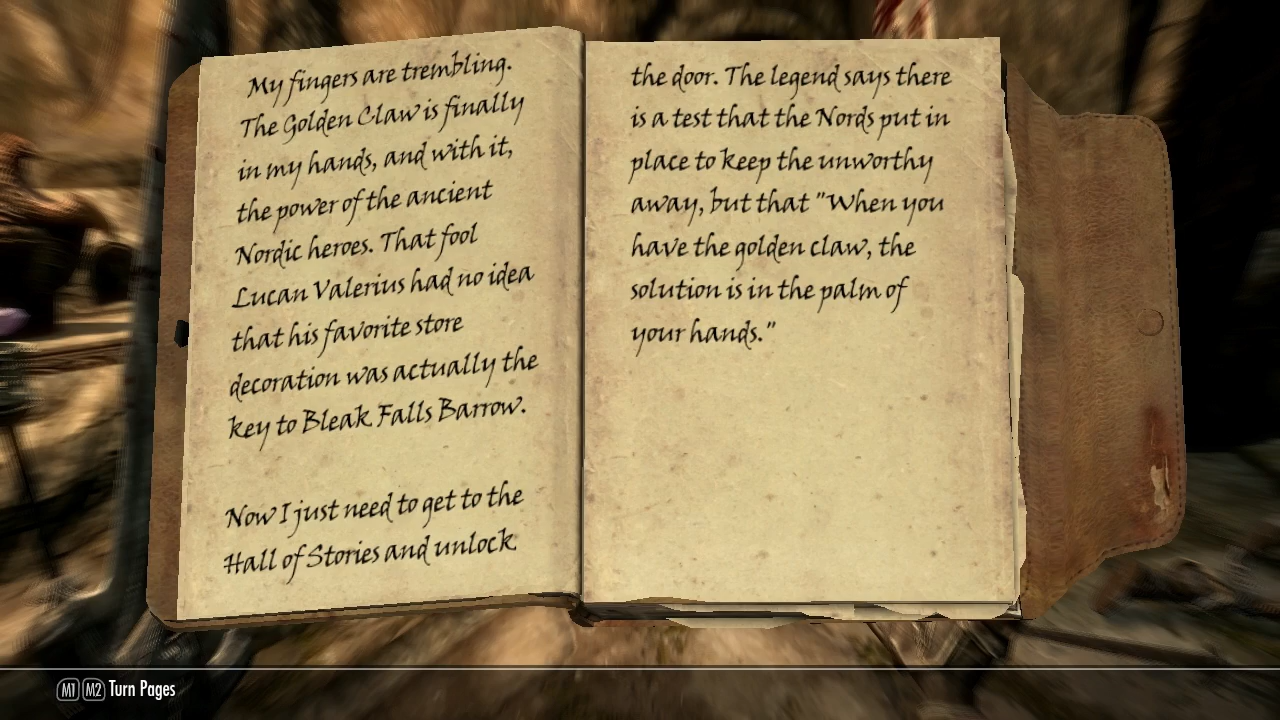 My fingers are trembling.
The Golden Claw is finally
in my hands, and with it,
the power of the ancient
Nordic heroes. That fool
Lucan Valerius had no idea
that his favorite store
decoration was actually the
key to Bleak Falls Barrow.
Now I just need to get to the
Hall of Stories and unlock
the door. The legend says there
is a test that the Nords put in
place to keep the unworthy
away, but that "When you
have the golden claw, the
solution is in the palm of
your hands."
M1 M2 Turn Pages